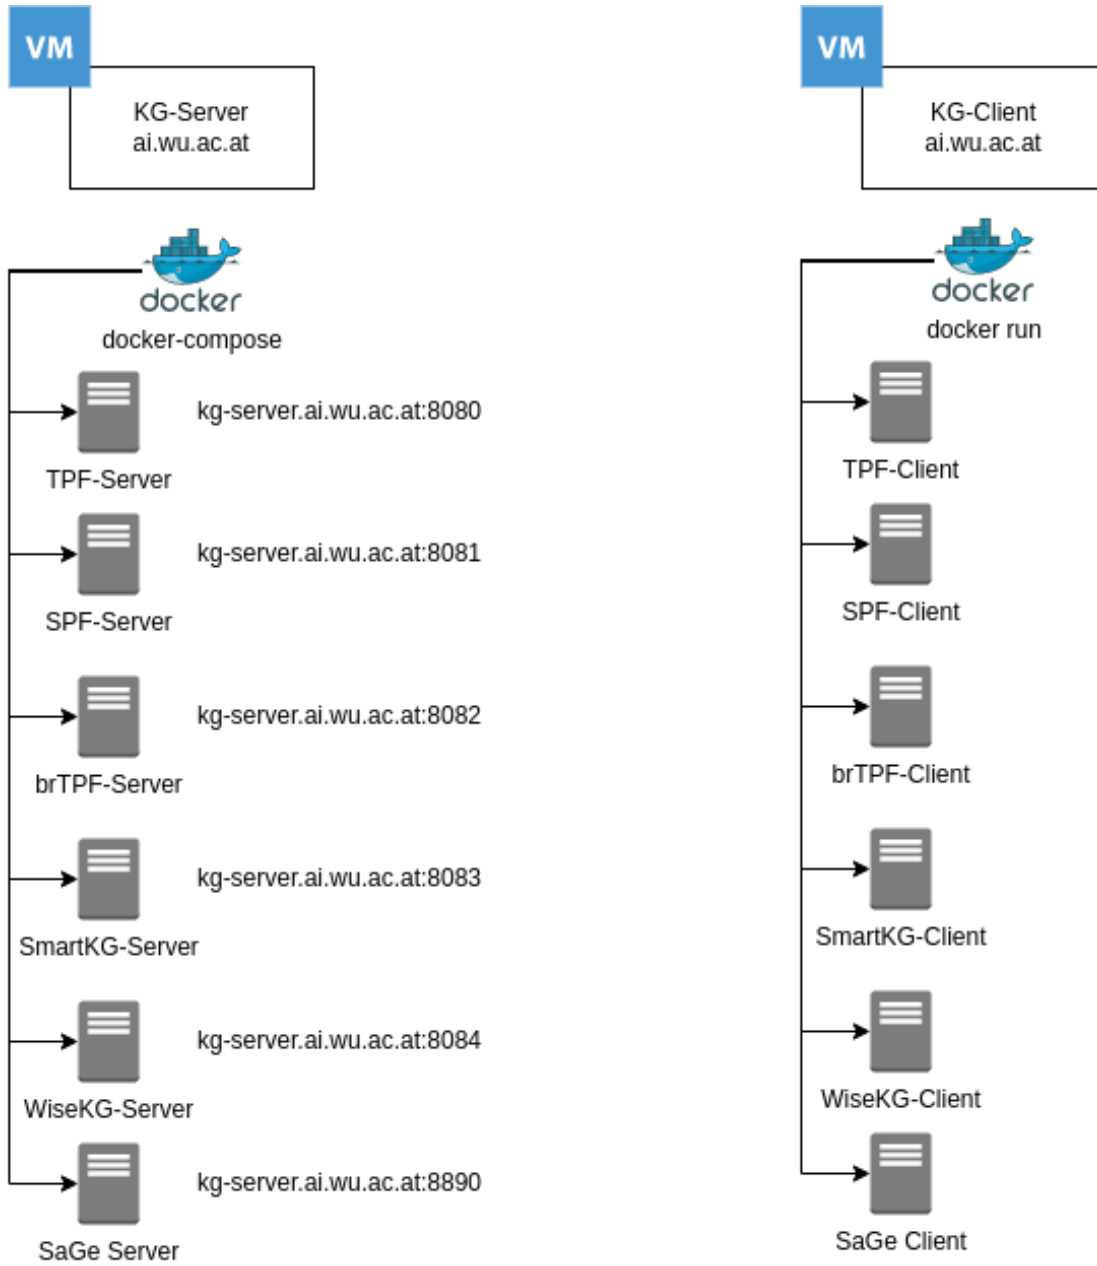 VM
KG-Server
ai.wu.ac.at
docker
docker-compose
kg-server.ai.wu.ac.at:8080
TPF-Server
kg-server.ai.wu.ac.at:8081
SPF-Server
kg-server.ai.wu.ac.at:8082
brTPF-Server
kg-server.ai.wu.ac.at:8083
SmartKG-Server
kg-server.ai.wu.ac.at:8084
WiseKG-Server
kg-server.ai.wu.ac.at:8890
SaGe Server
VM
KG-Client
ai.wu.ac.at
docker
docker run
TPF-Client
SPF-Client
brTPF-Client
SmartKG-Client
WiseKG-Client
SaGe Client